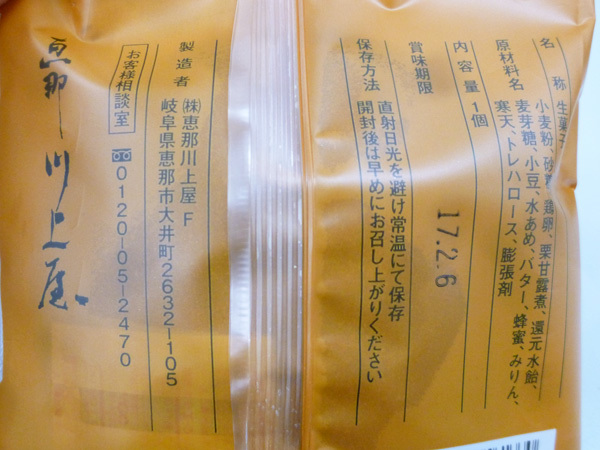 名称 生菓子
原材料名 小麦粉、砂糖、鶏卵、栗甘露煮、還元水飴、
麦芽糖、小豆、水あめ、バター、蜂蜜、みりん、
寒天、トレハロース、膨張剤
内容量 1個
賞味期限 17.2.6
保存方法 直射日光を避け常温にて保存
開封後は早めにお召し上がりください
製造者 ㈱恵那川上屋 F
岐阜県恵那市大井町2632-105
お客様相談室 0120-05-2470
恵那川上屋